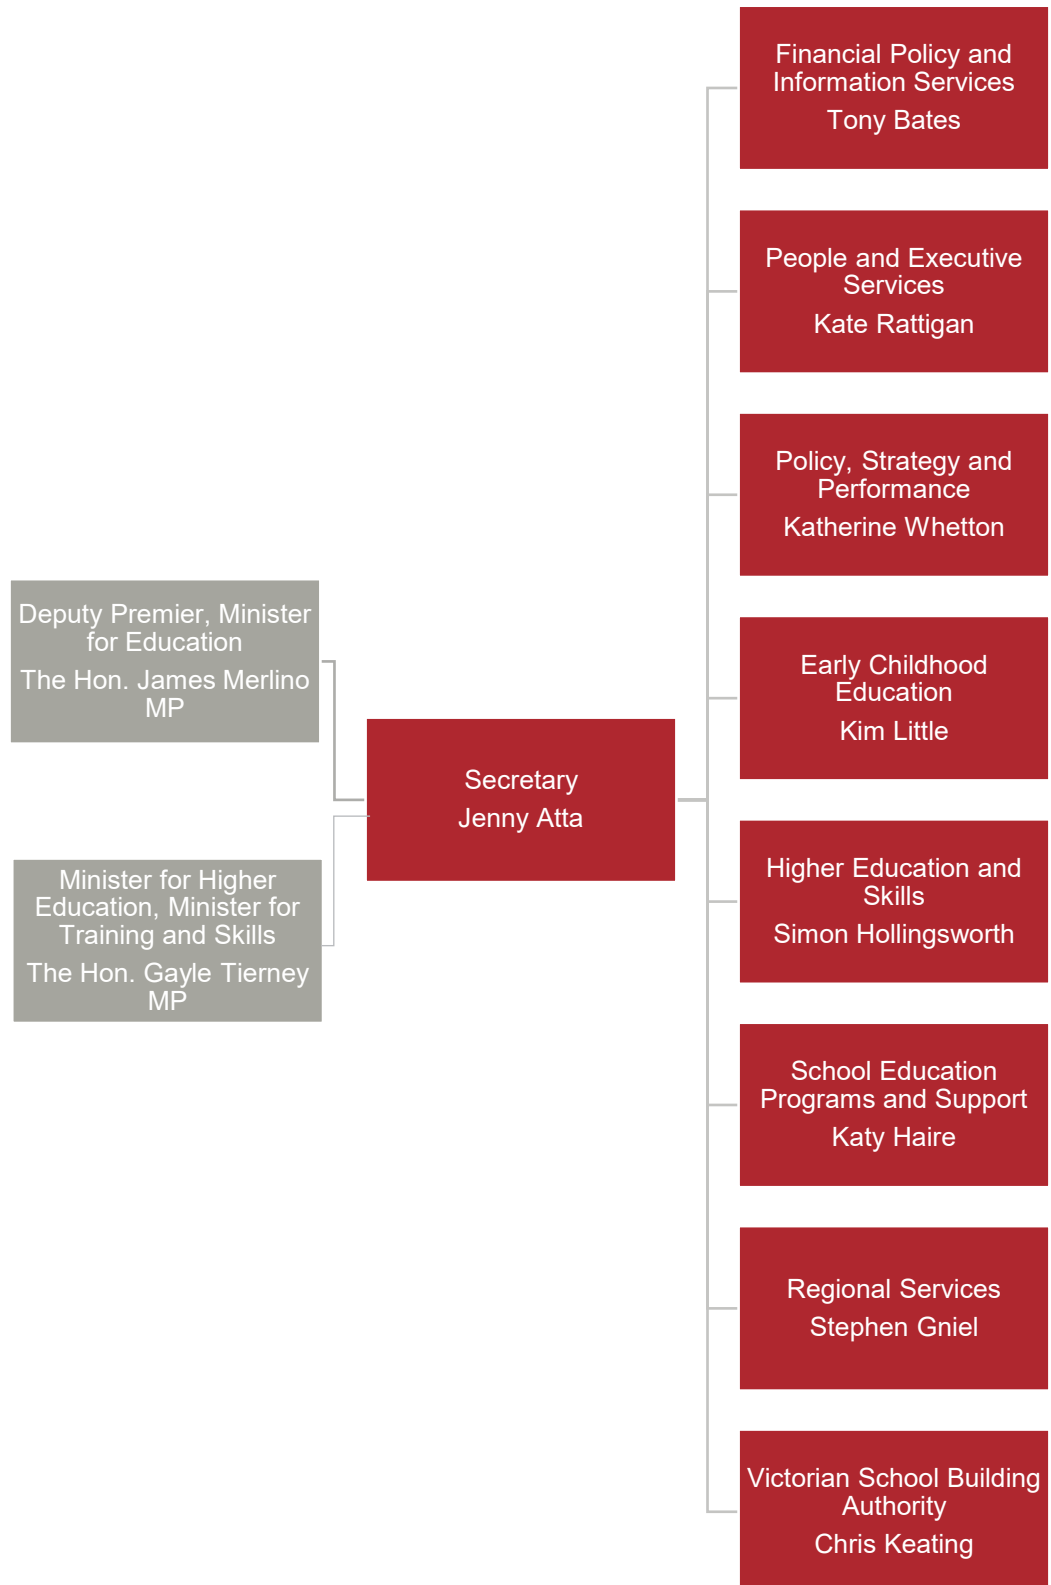 Financial Policy and
Information Services
Tony Bates
People and Executive
Services
Kate Rattigan
Policy, Strategy and
Performance
Katherine Whetton
Deputy Premier, Minister
for Education
The Hon. James Merlino
MP
Early Childhood
Education
Kim Little
Secretary
Jenny Atta
Minister for Higher
Education, Minister for
Training and Skills
The Hon. Gayle Tierney
MP
Higher Education and
Skills
Simon Hollingsworth
School Education
Programs and Support
Katy Haire
Regional Services
Stephen Gniel
Victorian School Building
Authority
Chris Keating